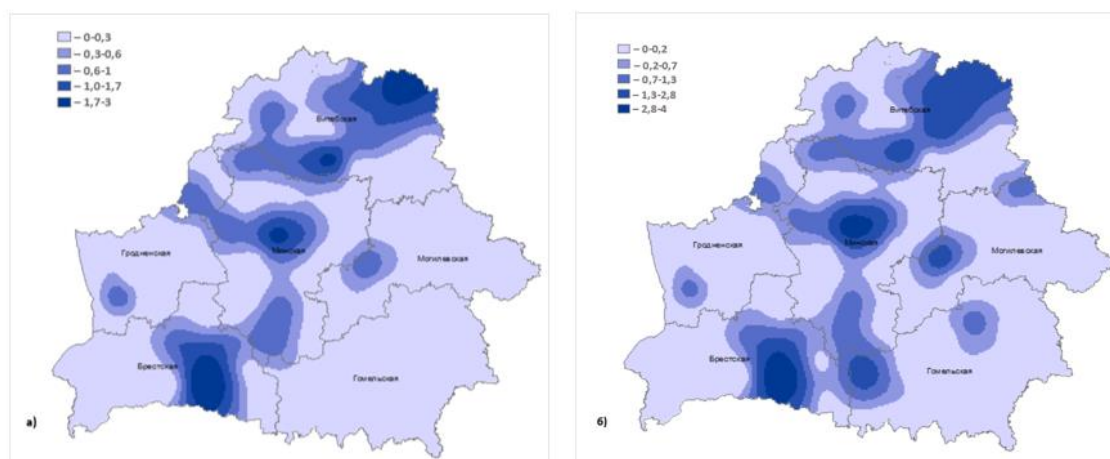 – 0-0,3
– 0,3-0,6
– 0,6-1
– 1,0-1,7
– 1,7-3
Витебская
Минская
Гродненская
Могилевская
Брестская
Гомельская
а)
– 0-0,2
– 0,2-0,7
– 0,7-1,3
– 1,3-2,8
– 2,8-4
Витебская
Минская
Гродненская
Могилевская
Брестская
Гомельская
б)